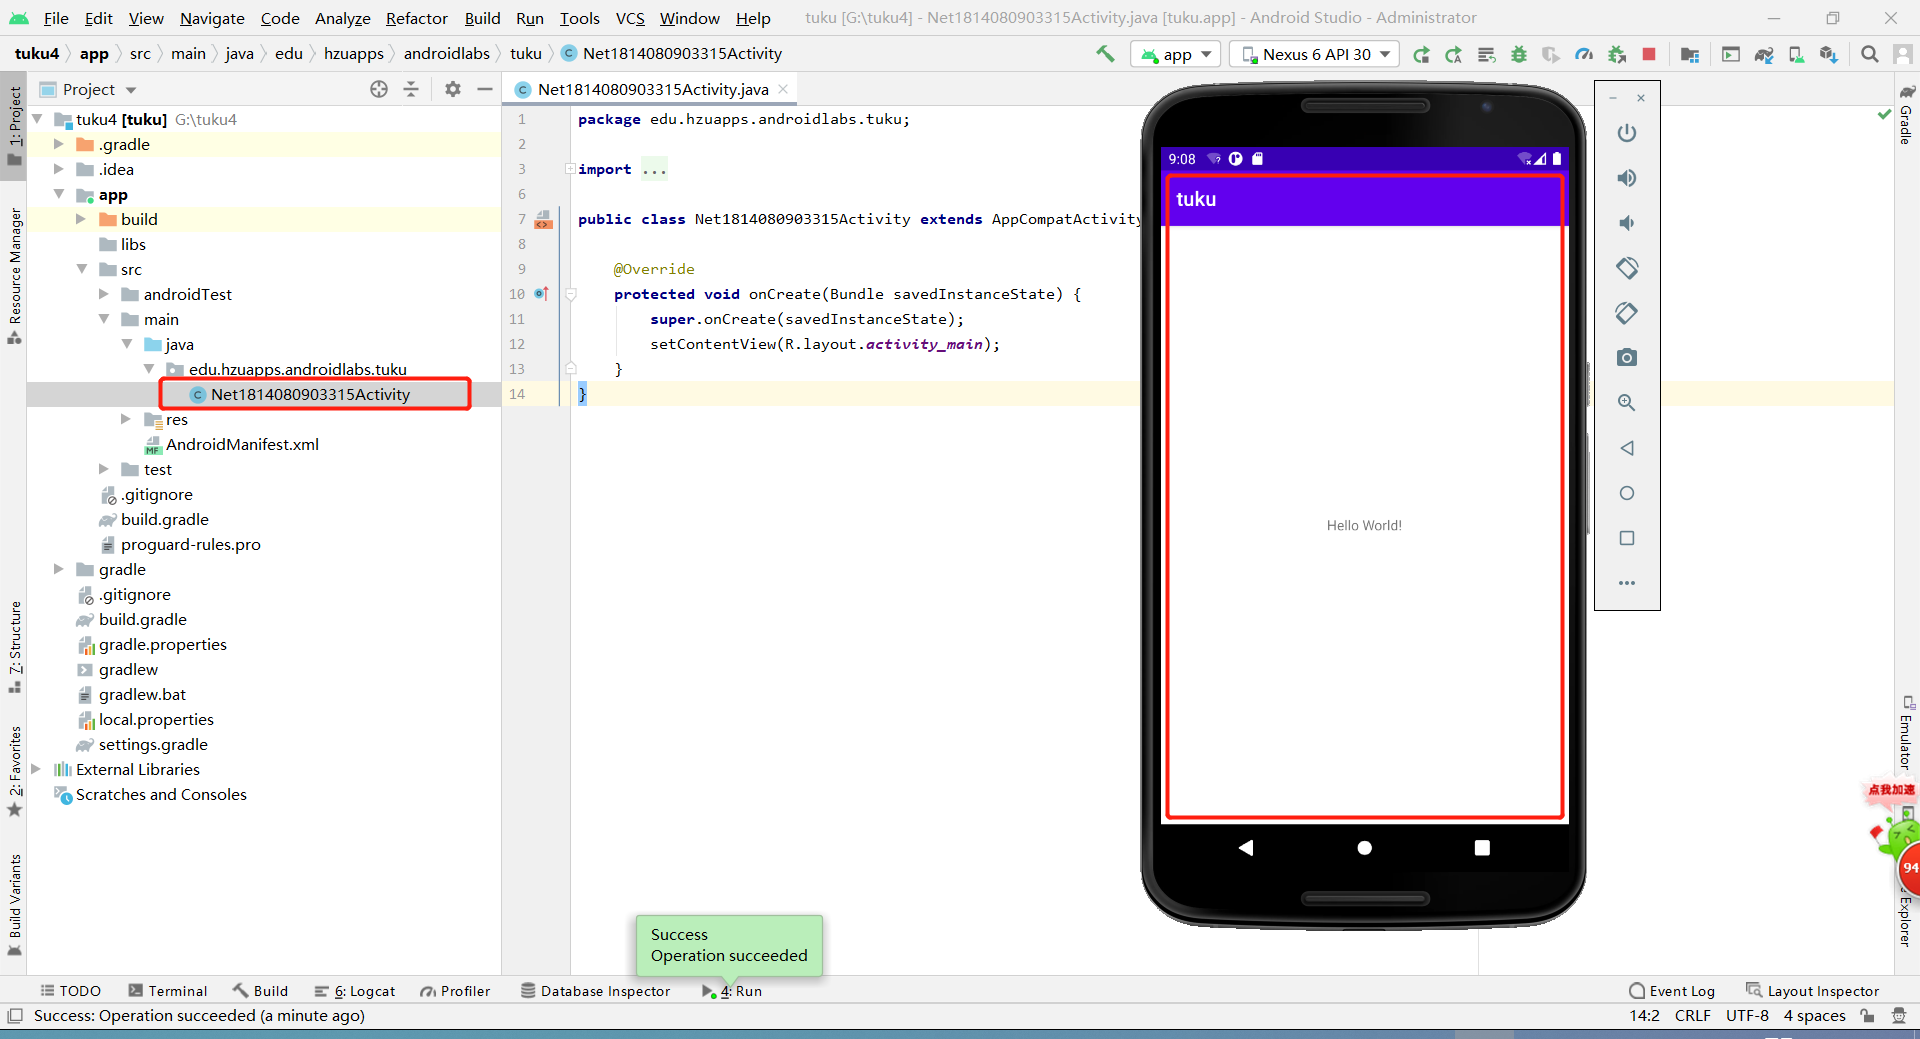 File Edit View Navigate Code Analyze Refactor Build Run Tools VCS Window Help tuku [G:\tuku4] - Net1814080903315Activity.java [tuku.app] - Android Studio - Administrator
tuku4 app src main java edu hzuapps androidlabs tuku Net1814080903315Activity
app Nexus 6 API 30
1: Project
Resource Manager
7: Structure
2: Favorites
Build Variants
Project
tuku4 [tuku] G:\tuku4
.gradle
.idea
app
build
libs
src
androidTest
main
java
edu.hzuapps.androidlabs.tuku
Net1814080903315Activity
res
AndroidManifest.xml
test
.gitignore
build.gradle
proguard-rules.pro
gradle
.gitignore
build.gradle
gradle.properties
gradlew
gradlew.bat
local.properties
settings.gradle
External Libraries
Scratches and Consoles
Net1814080903315Activity.java
1 package edu.hzuapps.androidlabs.tuku;
2
3 import ...
6
7 public class Net1814080903315Activity extends AppCompatActivity
8
9 @Override
10 protected void onCreate(Bundle savedInstanceState) {
11 super.onCreate(savedInstanceState);
12 setContentView(R.layout.activity_main);
13 }
14 }
9:08
tuku
Hello World!
Gradle
Emulator
点我加速
94
Explorer
Success
Operation succeeded
TODO Terminal Build 6: Logcat Profiler Database Inspector 4: Run Event Log Layout Inspector
Success: Operation succeeded (a minute ago) 14:2 CRLF UTF-8 4 spaces